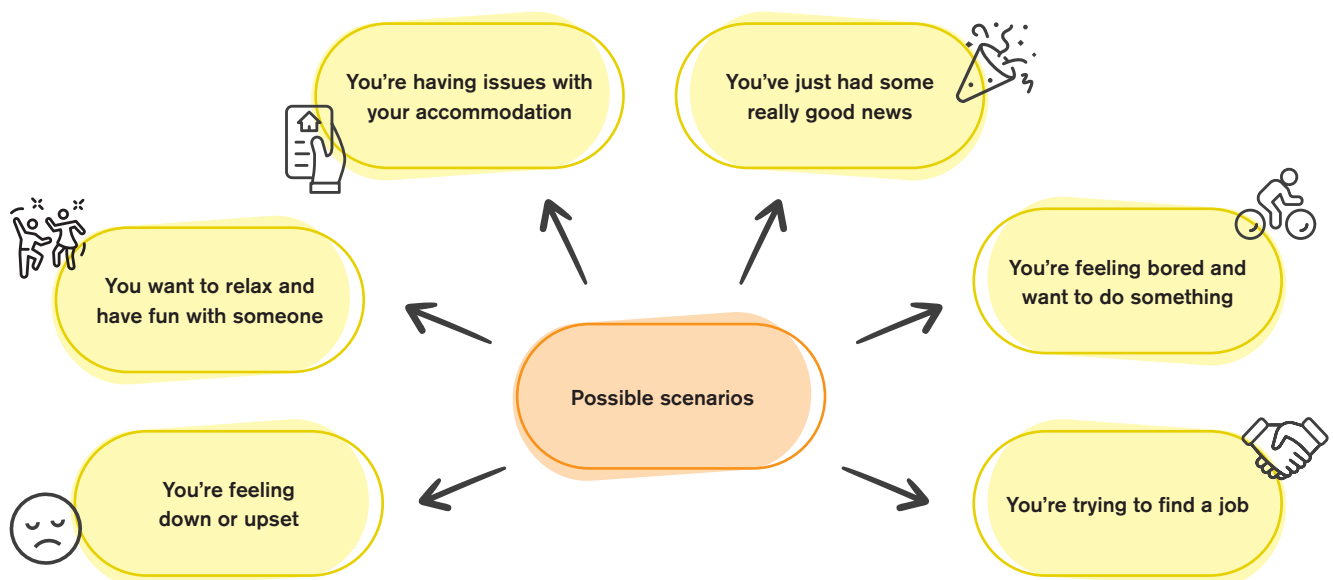 You're having issues with
your accommodation
You've just had some
really good news
You want to relax and
have fun with someone
You're feeling bored and
want to do something
Possible scenarios
You're feeling
down or upset
You're trying to find a job